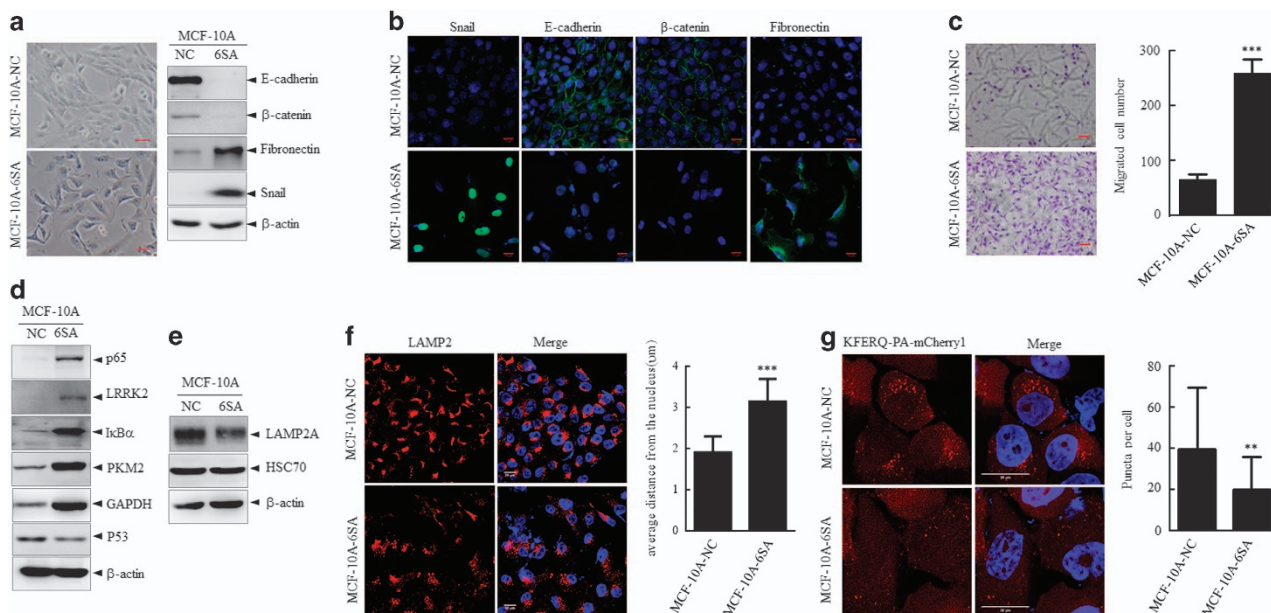 a
MCF-10A-NC
MCF-10A-6SA
MCF-10A
NC 6SA
E-cadherin
β-catenin
Fibronectin
Snail
β-actin
b
Snail E-cadherin β-catenin Fibronectin
MCF-10A-NC
MCF-10A-6SA
c
MCF-10A-NC
MCF-10A-6SA
Migrated cell number
300
200
100
0
***
MCF-10A-NC
MCF-10A-6SA
d
MCF-10A
NC 6SA
p65
LRRK2
IκBα
PKM2
GAPDH
P53
β-actin
e
MCF-10A
NC 6SA
LAMP2A
HSC70
β-actin
f
LAMP2 Merge
MCF-10A-NC
MCF-10A-6SA
average distance from the nucleus(um)
4
3
2
1
0
***
MCF-10A-NC
MCF-10A-6SA
g
KFERQ-PA-mCherry1 Merge
MCF-10A-NC
MCF-10A-6SA
Puncta per cell
80
60
40
20
0
**
MCF-10A-NC
MCF-10A-6SA